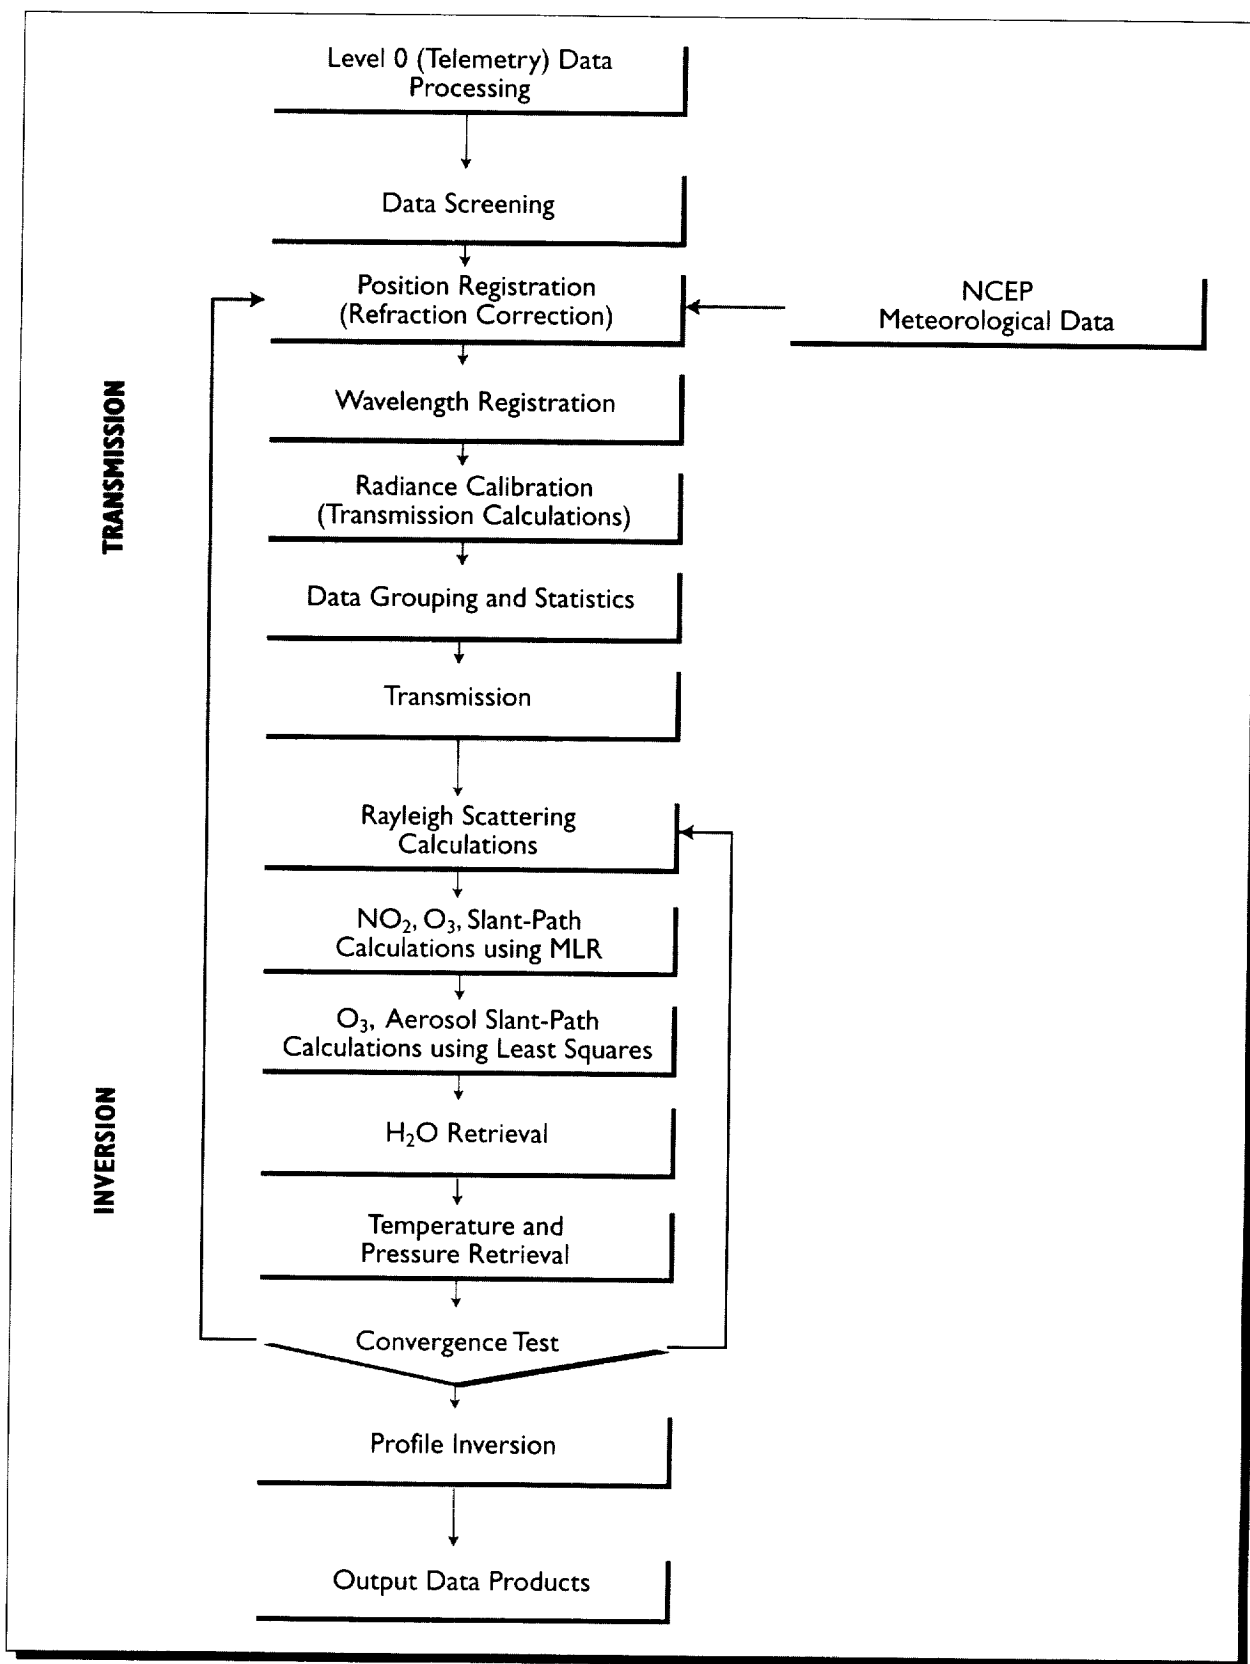 Level 0 (Telemetry) Data
Processing
Data Screening
Position Registration
(Refraction Correction)
NCEP
Meteorological Data
Wavelength Registration
TRANSMISSION
Radiance Calibration
(Transmission Calculations)
Data Grouping and Statistics
Transmission
Rayleigh Scattering
Calculations
NO₂, O₃, Slant-Path
Calculations using MLR
O₃, Aerosol Slant-Path
Calculations using Least Squares
INVERSION
H₂O Retrieval
Temperature and
Pressure Retrieval
Convergence Test
Profile Inversion
Output Data Products